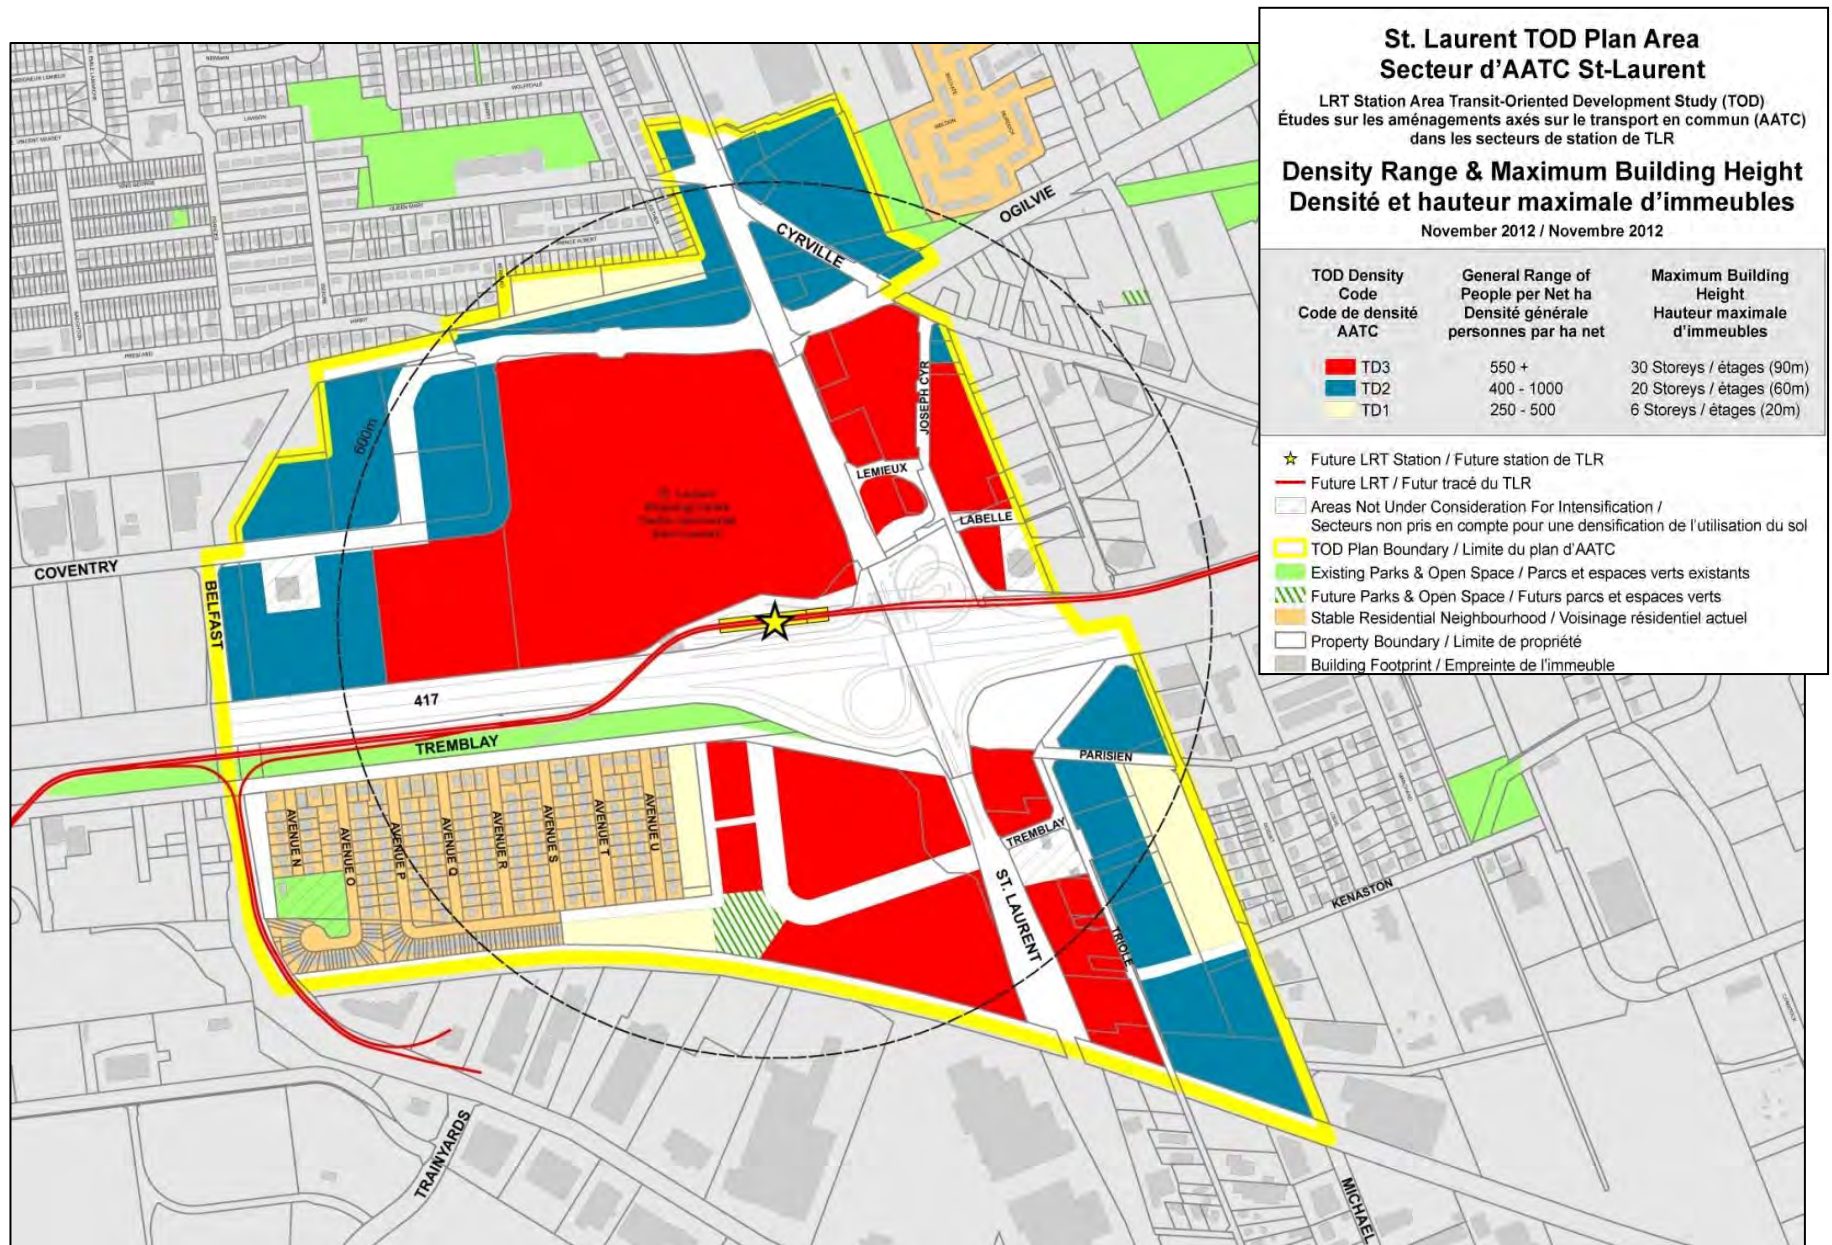 St. Laurent TOD Plan Area
Secteur d'AATC St-Laurent
LRT Station Area Transit-Oriented Development Study (TOD)
Études sur les aménagements axés sur le transport en commun (AATC)
dans les secteurs de station de TLR
Density Range & Maximum Building Height
Densité et hauteur maximale d'immeubles
November 2012 / Novembre 2012
TOD Density
Code
Code de densité
AATC
General Range of
People per Net ha
Densité générale
personnes par ha net
Maximum Building
Height
Hauteur maximale
d'immeubles
TD3 550 + 30 Storeys / étages (90m)
TD2 400 - 1000 20 Storeys / étages (60m)
TD1 250 - 500 6 Storeys / étages (20m)
Future LRT Station / Future station de TLR
Future LRT / Futur tracé du TLR
Areas Not Under Consideration For Intensification /
Secteurs non pris en compte pour une densification de l'utilisation du sol
TOD Plan Boundary / Limite du plan d'AATC
Existing Parks & Open Space / Parcs et espaces verts existants
Future Parks & Open Space / Futurs parcs et espaces verts
Stable Residential Neighbourhood / Voisinage résidentiel actuel
Property Boundary / Limite de propriété
Building Footprint / Empreinte de l'immeuble
OGILVIE
CYRVILLE
JOSEPH CYR
600m
LEMIEUX
LABELLE
COVENTRY
BELFAST
417
TREMBLAY
PARISIEN
AVENUE N
AVENUE O
AVENUE P
AVENUE Q
AVENUE R
AVENUE S
AVENUE T
AVENUE U
TREMBLAY
ST. LAURENT
TRIOLE
KENASTON
TRAINYARDS
MICHAEL